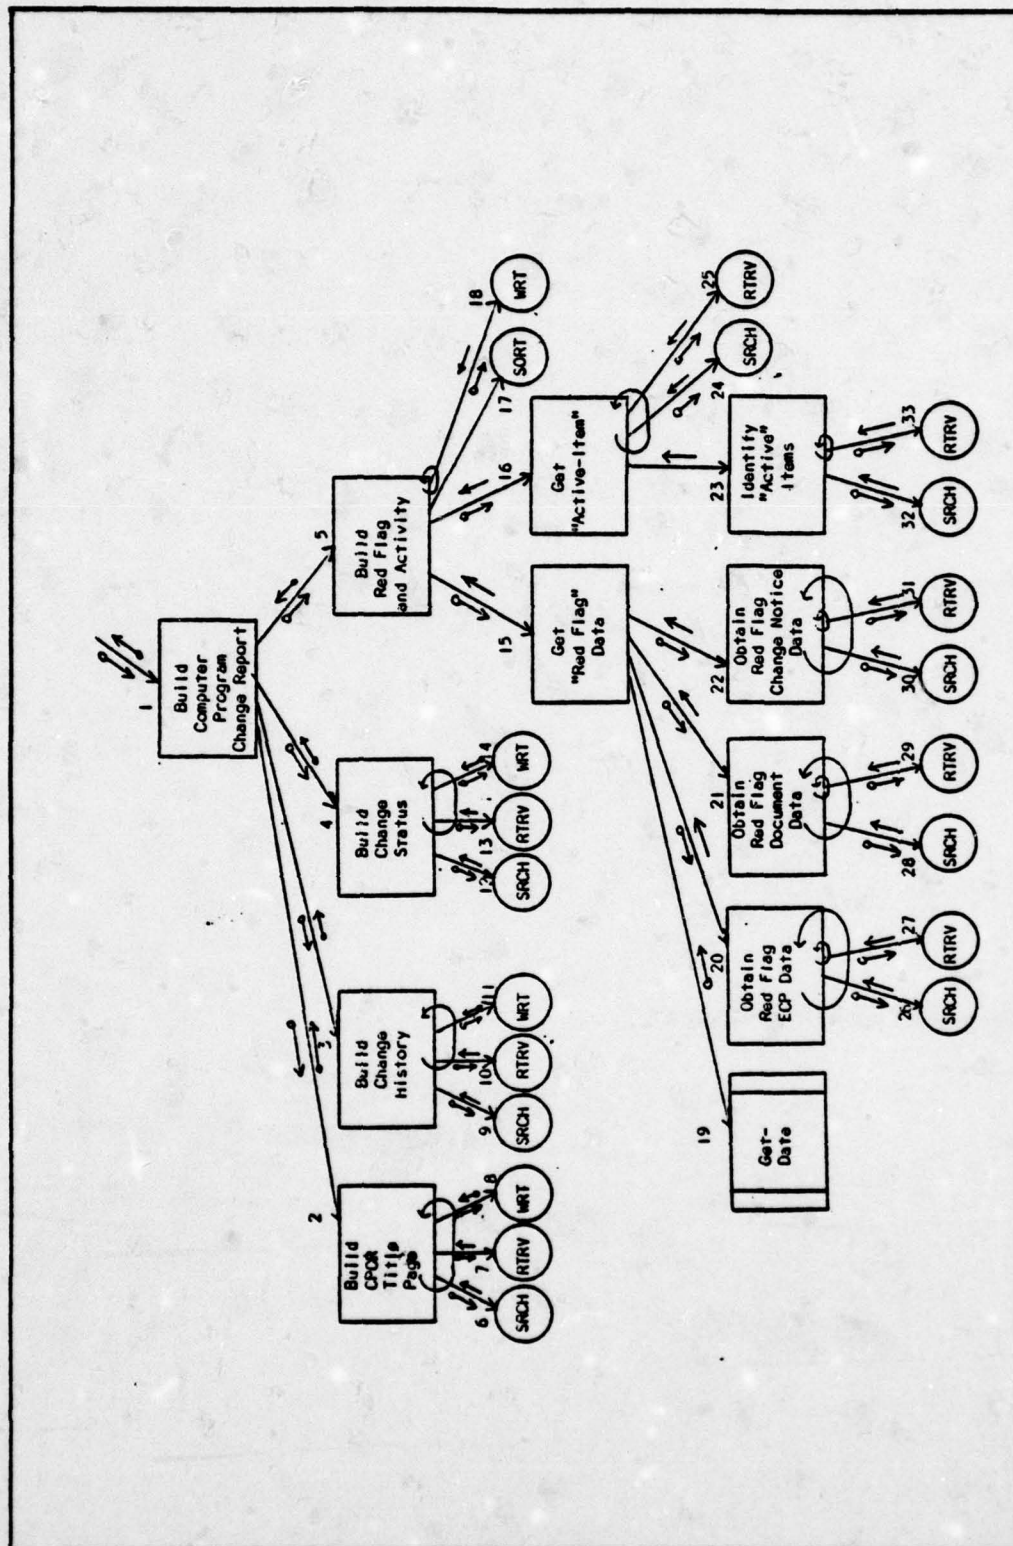 1
Build
Computer
Program
Change Report
2
Build
CPCR
Title
Page
3
Build
Change
History
4
Build
Change
Status
5
Build
Red Flag
and Activity
6
SRCH
7
RTRV
8
WRT
9
SRCH
10
RTRV
11
WRT
12
SRCH
13
RTRV
14
WRT
15
Get
"Red Flag"
Data
16
Get
"Active-Item"
17
SORT
18
WRT
19
Get-
Date
20
Obtain
Red Flag
ECP Data
21
Obtain
Red Flag
Document
Data
22
Obtain
Red Flag
Change Notice
Data
23
Identity
"Active"
Items
24
SRCH
25
RTRV
26
SRCH
27
RTRV
28
SRCH
29
RTRV
30
SRCH
31
RTRV
32
SRCH
33
RTRV